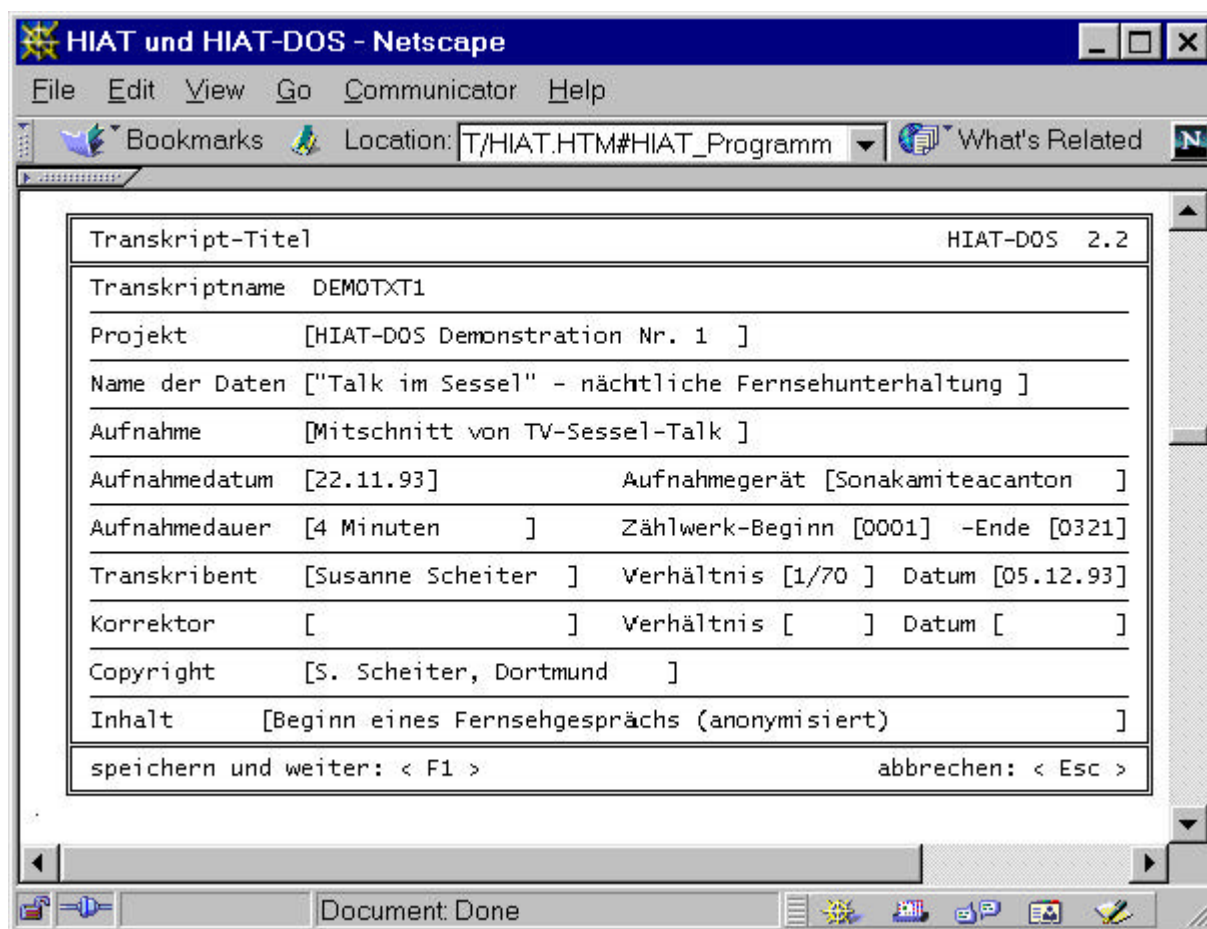 HIAT und HIAT-DOS - Netscape
File Edit View Go Communicator Help
Bookmarks Location: T/HIAT.HTM#HIAT_Programm What's Related N
Transkript-Titel HIAT-DOS 2.2
Transkriptname DEMOTXT1
Projekt [HIAT-DOS Demonstration Nr. 1 ]
Name der Daten ["Talk im Sessel" - nächtliche Fernsehunterhaltung ]
Aufnahme [Mitschnitt von TV-Sessel-Talk ]
Aufnahmedatum [22.11.93] Aufnahmegerät [Sonakamiteacanton ]
Aufnahmedauer [4 Minuten ] Zählwerk-Beginn [0001] -Ende [0321]
Transkribent [Susanne Scheiter ] Verhältnis [1/70 ] Datum [05.12.93]
Korrektor [ ] Verhältnis [ ] Datum [ ]
Copyright [S. Scheiter, Dortmund ]
Inhalt [Beginn eines Fernsehgesprächs (anonymisiert) ]
speichern und weiter: < F1 > abbrechen: < Esc >
Document: Done